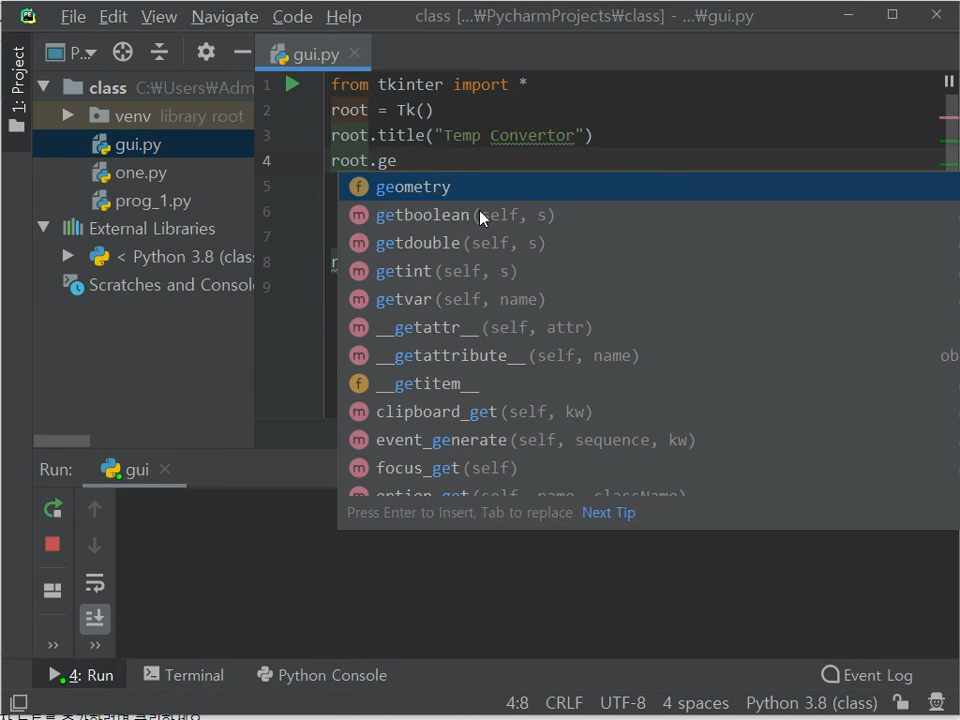 File Edit View Navigate Code Help class [...₩PycharmProjects₩class] - ...₩gui.py
1: Project
P...
gui.py
class C:₩Users₩Adm
venv library root
gui.py
one.py
prog_1.py
External Libraries
< Python 3.8 (clas
Scratches and Consol
1 from tkinter import *
2 root = Tk()
3 root.title("Temp Convertor")
4 root.ge
5
6
7
8 r
9
f geometry
m getboolean(self, s)
m getdouble(self, s)
m getint(self, s)
m getvar(self, name)
m __getattr__(self, attr)
m __getattribute__(self, name) ob
f __getitem__
m clipboard_get(self, kw)
m event_generate(self, sequence, kw)
m focus_get(self)
m option_get(self, name, className)
Press Enter to insert, Tab to replace Next Tip
Run: gui
4: Run Terminal Python Console Event Log
4:8 CRLF UTF-8 4 spaces Python 3.8 (class)